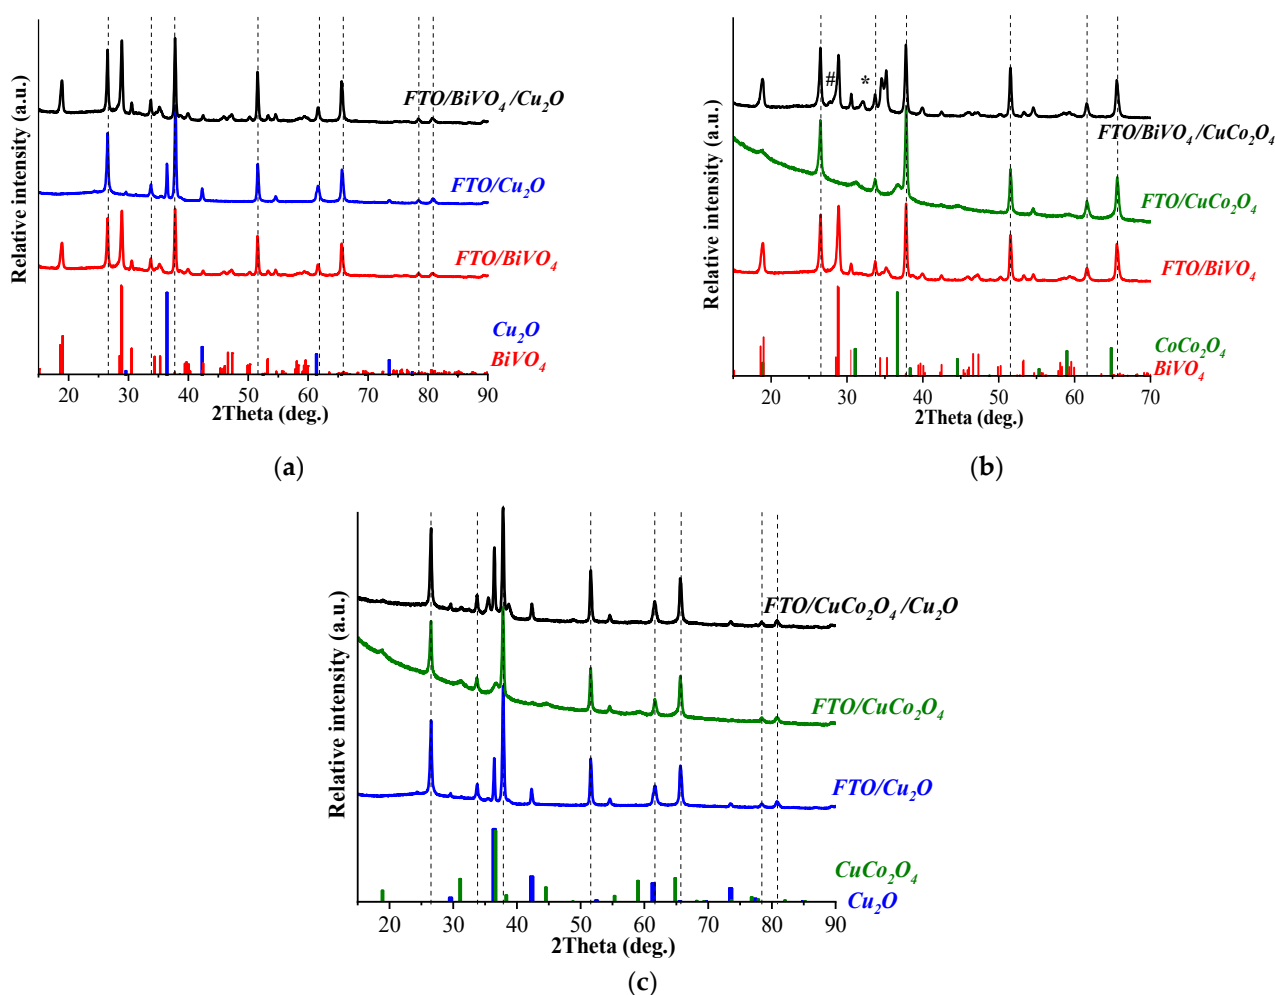 Relative intensity (a.u.)
FTO/BiVO₄ /Cu₂O
FTO/Cu₂O
FTO/BiVO₄
Cu₂O
BiVO₄
20 30 40 50 60 70 80 90
2Theta (deg.)
(a)
Relative intensity (a.u.)
# *
FTO/BiVO₄ /CuCo₂O₄
FTO/CuCo₂O₄
FTO/BiVO₄
CoCo₂O₄
BiVO₄
20 30 40 50 60 70
2Theta (deg.)
(b)
Relative intensity (a.u.)
FTO/CuCo₂O₄ /Cu₂O
FTO/CuCo₂O₄
FTO/Cu₂O
CuCo₂O₄
Cu₂O
20 30 40 50 60 70 80 90
2Theta (deg.)
(c)